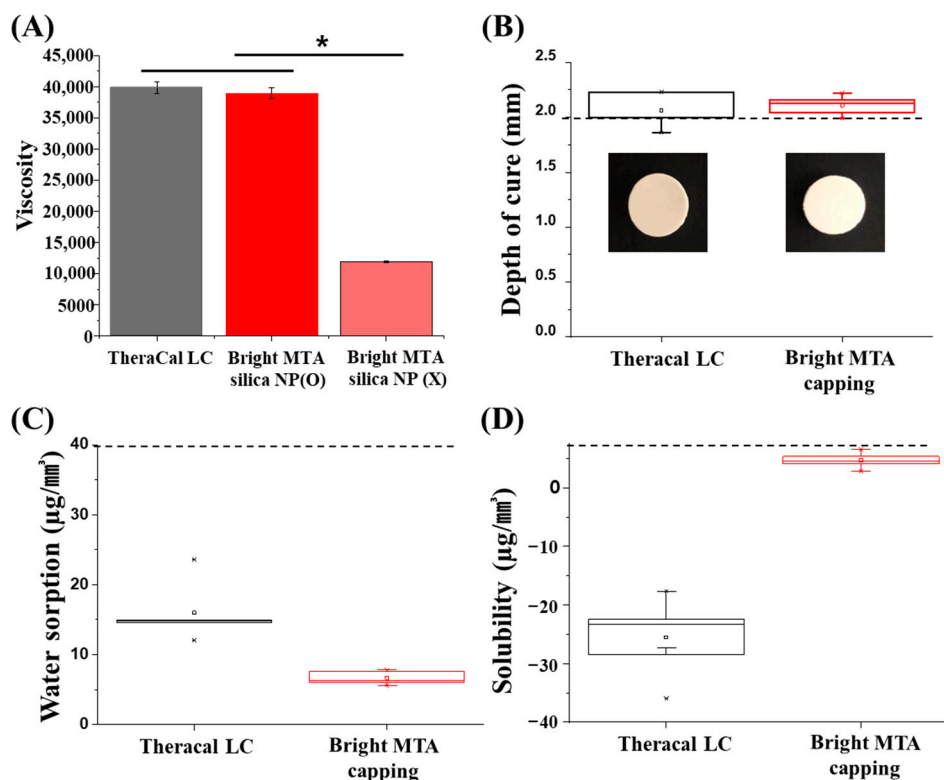 (A)
*
45,000
40,000
35,000
30,000
25,000
20,000
15,000
10,000
5000
0
Viscosity
TheraCal LC
Bright MTA
silica NP(O)
Bright MTA
silica NP (X)
(B)
2.0
1.5
1.0
0.5
0.0
Depth of cure (mm)
Theracal LC
Bright MTA
capping
(C)
40
30
20
10
0
Water sorption (μg/㎣)
Theracal LC
Bright MTA
capping
(D)
0
−10
−20
−30
−40
Solubility (μg/㎣)
Theracal LC
Bright MTA
capping